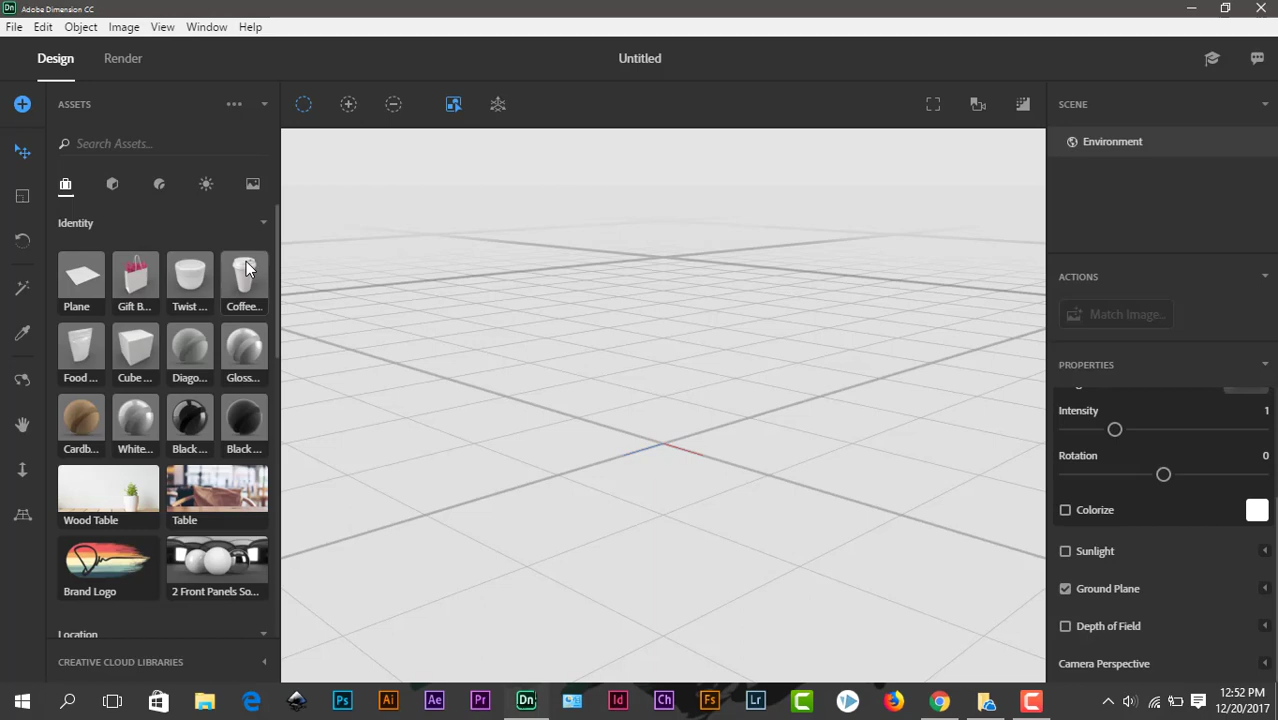 Dn Adobe Dimension CC
File Edit Object Image View Window Help
Design Render Untitled
ASSETS
Search Assets...
Identity
Plane Gift B... Twist ... Coffee...
Food ... Cube ... Diago... Gloss...
Cardb... White... Black ... Black ...
Wood Table Table
Brand Logo 2 Front Panels So...
Location
CREATIVE CLOUD LIBRARIES
SCENE
Environment
ACTIONS
Match Image...
PROPERTIES
Intensity 1
Rotation 0
Colorize
Sunlight
Ground Plane
Depth of Field
Camera Perspective
Ps Ai Ae Pr Dn Id Ch Fs Lr C C
12:52 PM
12/20/2017